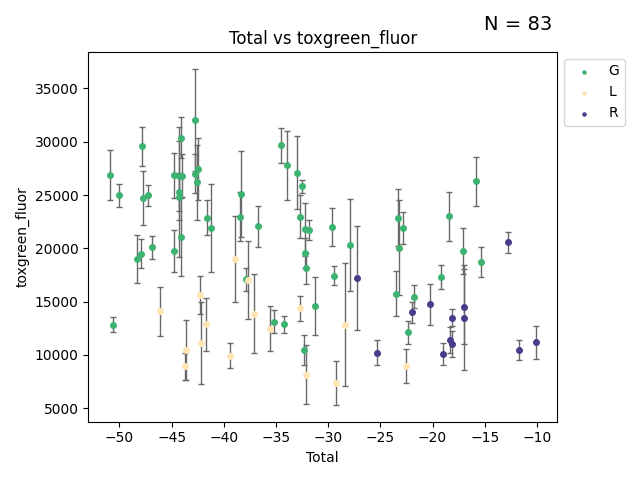 N = 83
Total vs toxgreen_fluor
G
L
R
toxgreen_fluor
35000
30000
25000
20000
15000
10000
5000
−50 −45 −40 −35 −30 −25 −20 −15 −10
Total